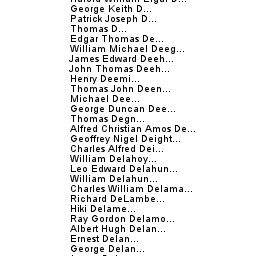 George Keith D...
Patrick Joseph D...
Thomas D...
Edgar Thomas De...
William Michael Deeg...
James Edward Deeh...
John Thomas Deeh...
Henry Deemi...
Thomas John Deen...
Michael Dee...
George Duncan Dee...
Thomas Degn...
Alfred Christian Amos De...
Geoffrey Nigel Deight...
Charles Alfred Dei...
William Delahoy...
Leo Edward Delahun...
William Delahun...
Charles William Delama...
Richard DeLambe...
Hiki Delame...
Ray Gordon Delamo...
Albert Hugh Delan...
Ernest Delan...
George Delan...